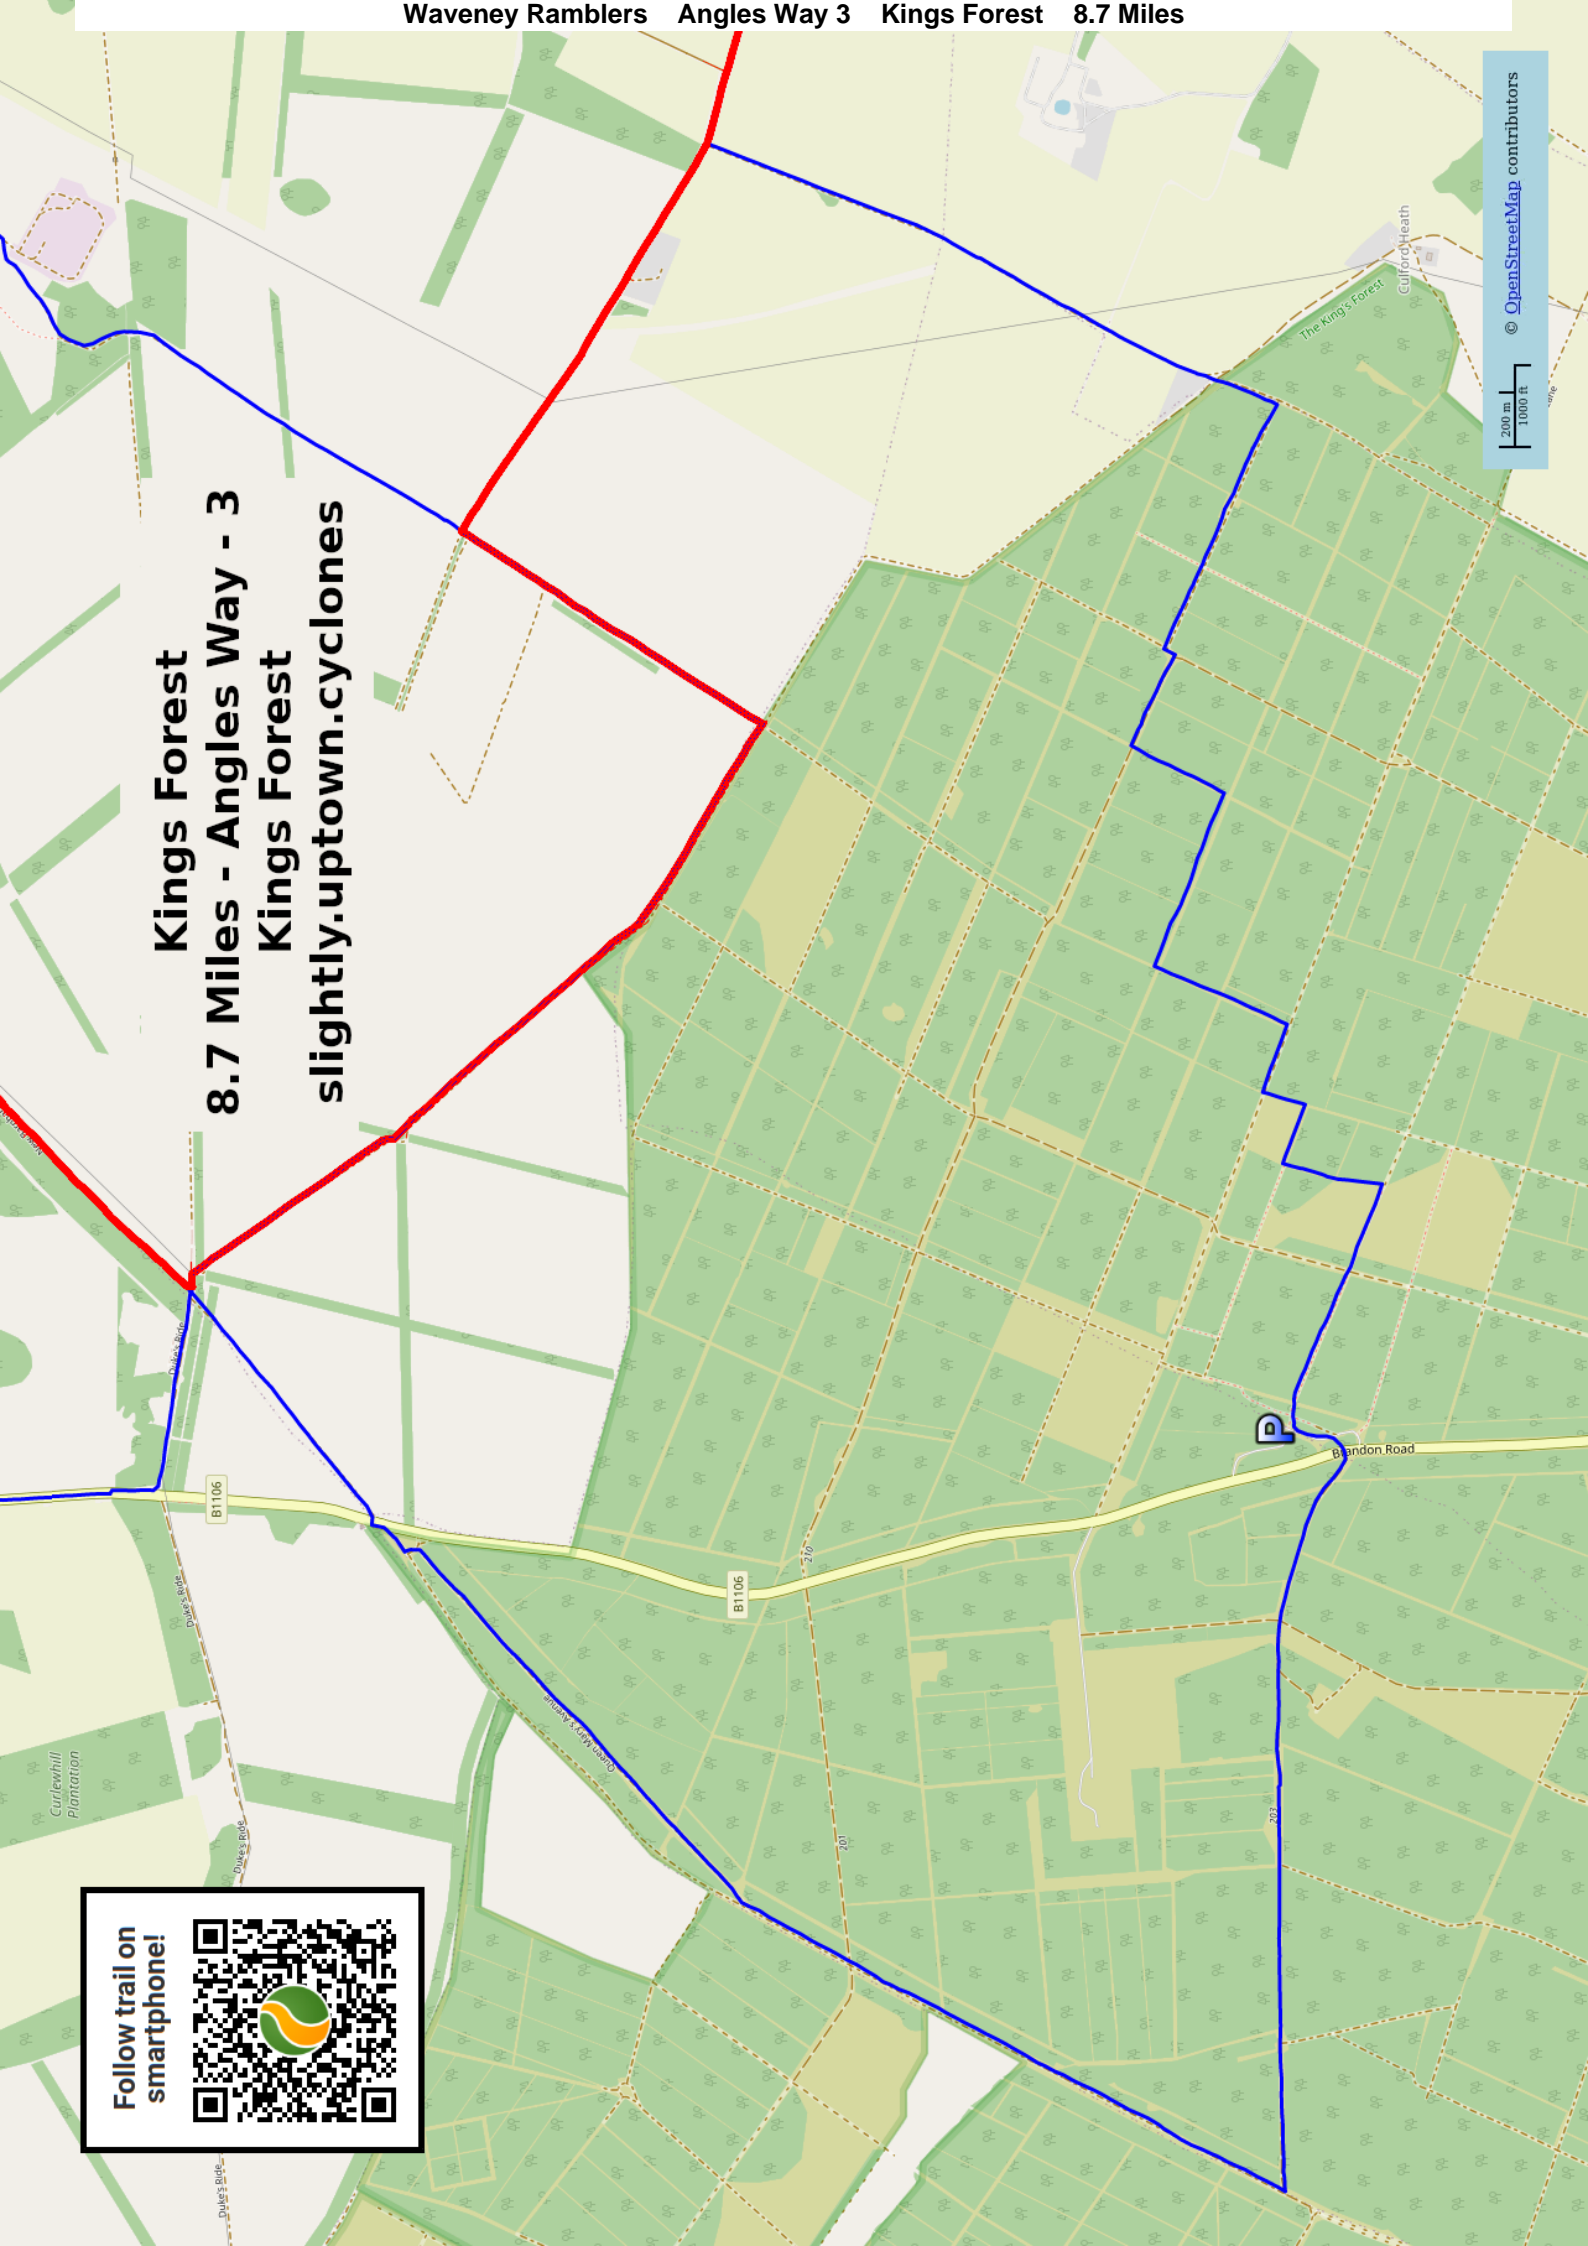 Waveney Ramblers Angles Way 3 Kings Forest 8.7 Miles
Kings Forest
8.7 Miles - Angles Way - 3
Kings Forest
slightly.uptown.cyclones
© OpenStreetMap contributors
200 m
1000 ft
Culford Heath
The King's Forest
Duke's Ride
B1106
Duke's Ride
B1106
210
Brandon Road
P
Queen Mary's Avenue
201
203
Curlewhill
Plantation
Duke's Ride
Duke's Ride
Follow trail on
smartphone!